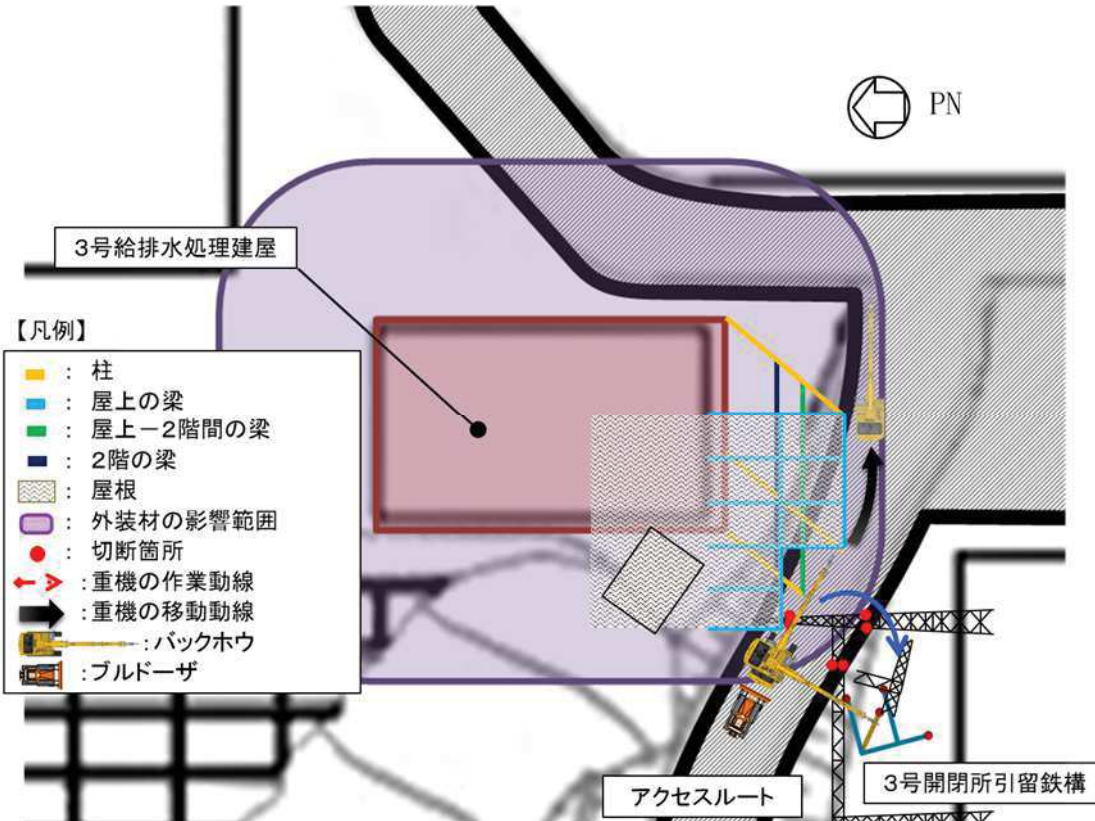 PN
3号給排水処理建屋
【凡例】
: 柱
: 屋上の梁
: 屋上－2階間の梁
: 2階の梁
: 屋根
: 外装材の影響範囲
: 切断箇所
: 重機の作業動線
: 重機の移動動線
: バックホウ
: ブルドーザ
アクセスルート
3号開閉所引留鉄構